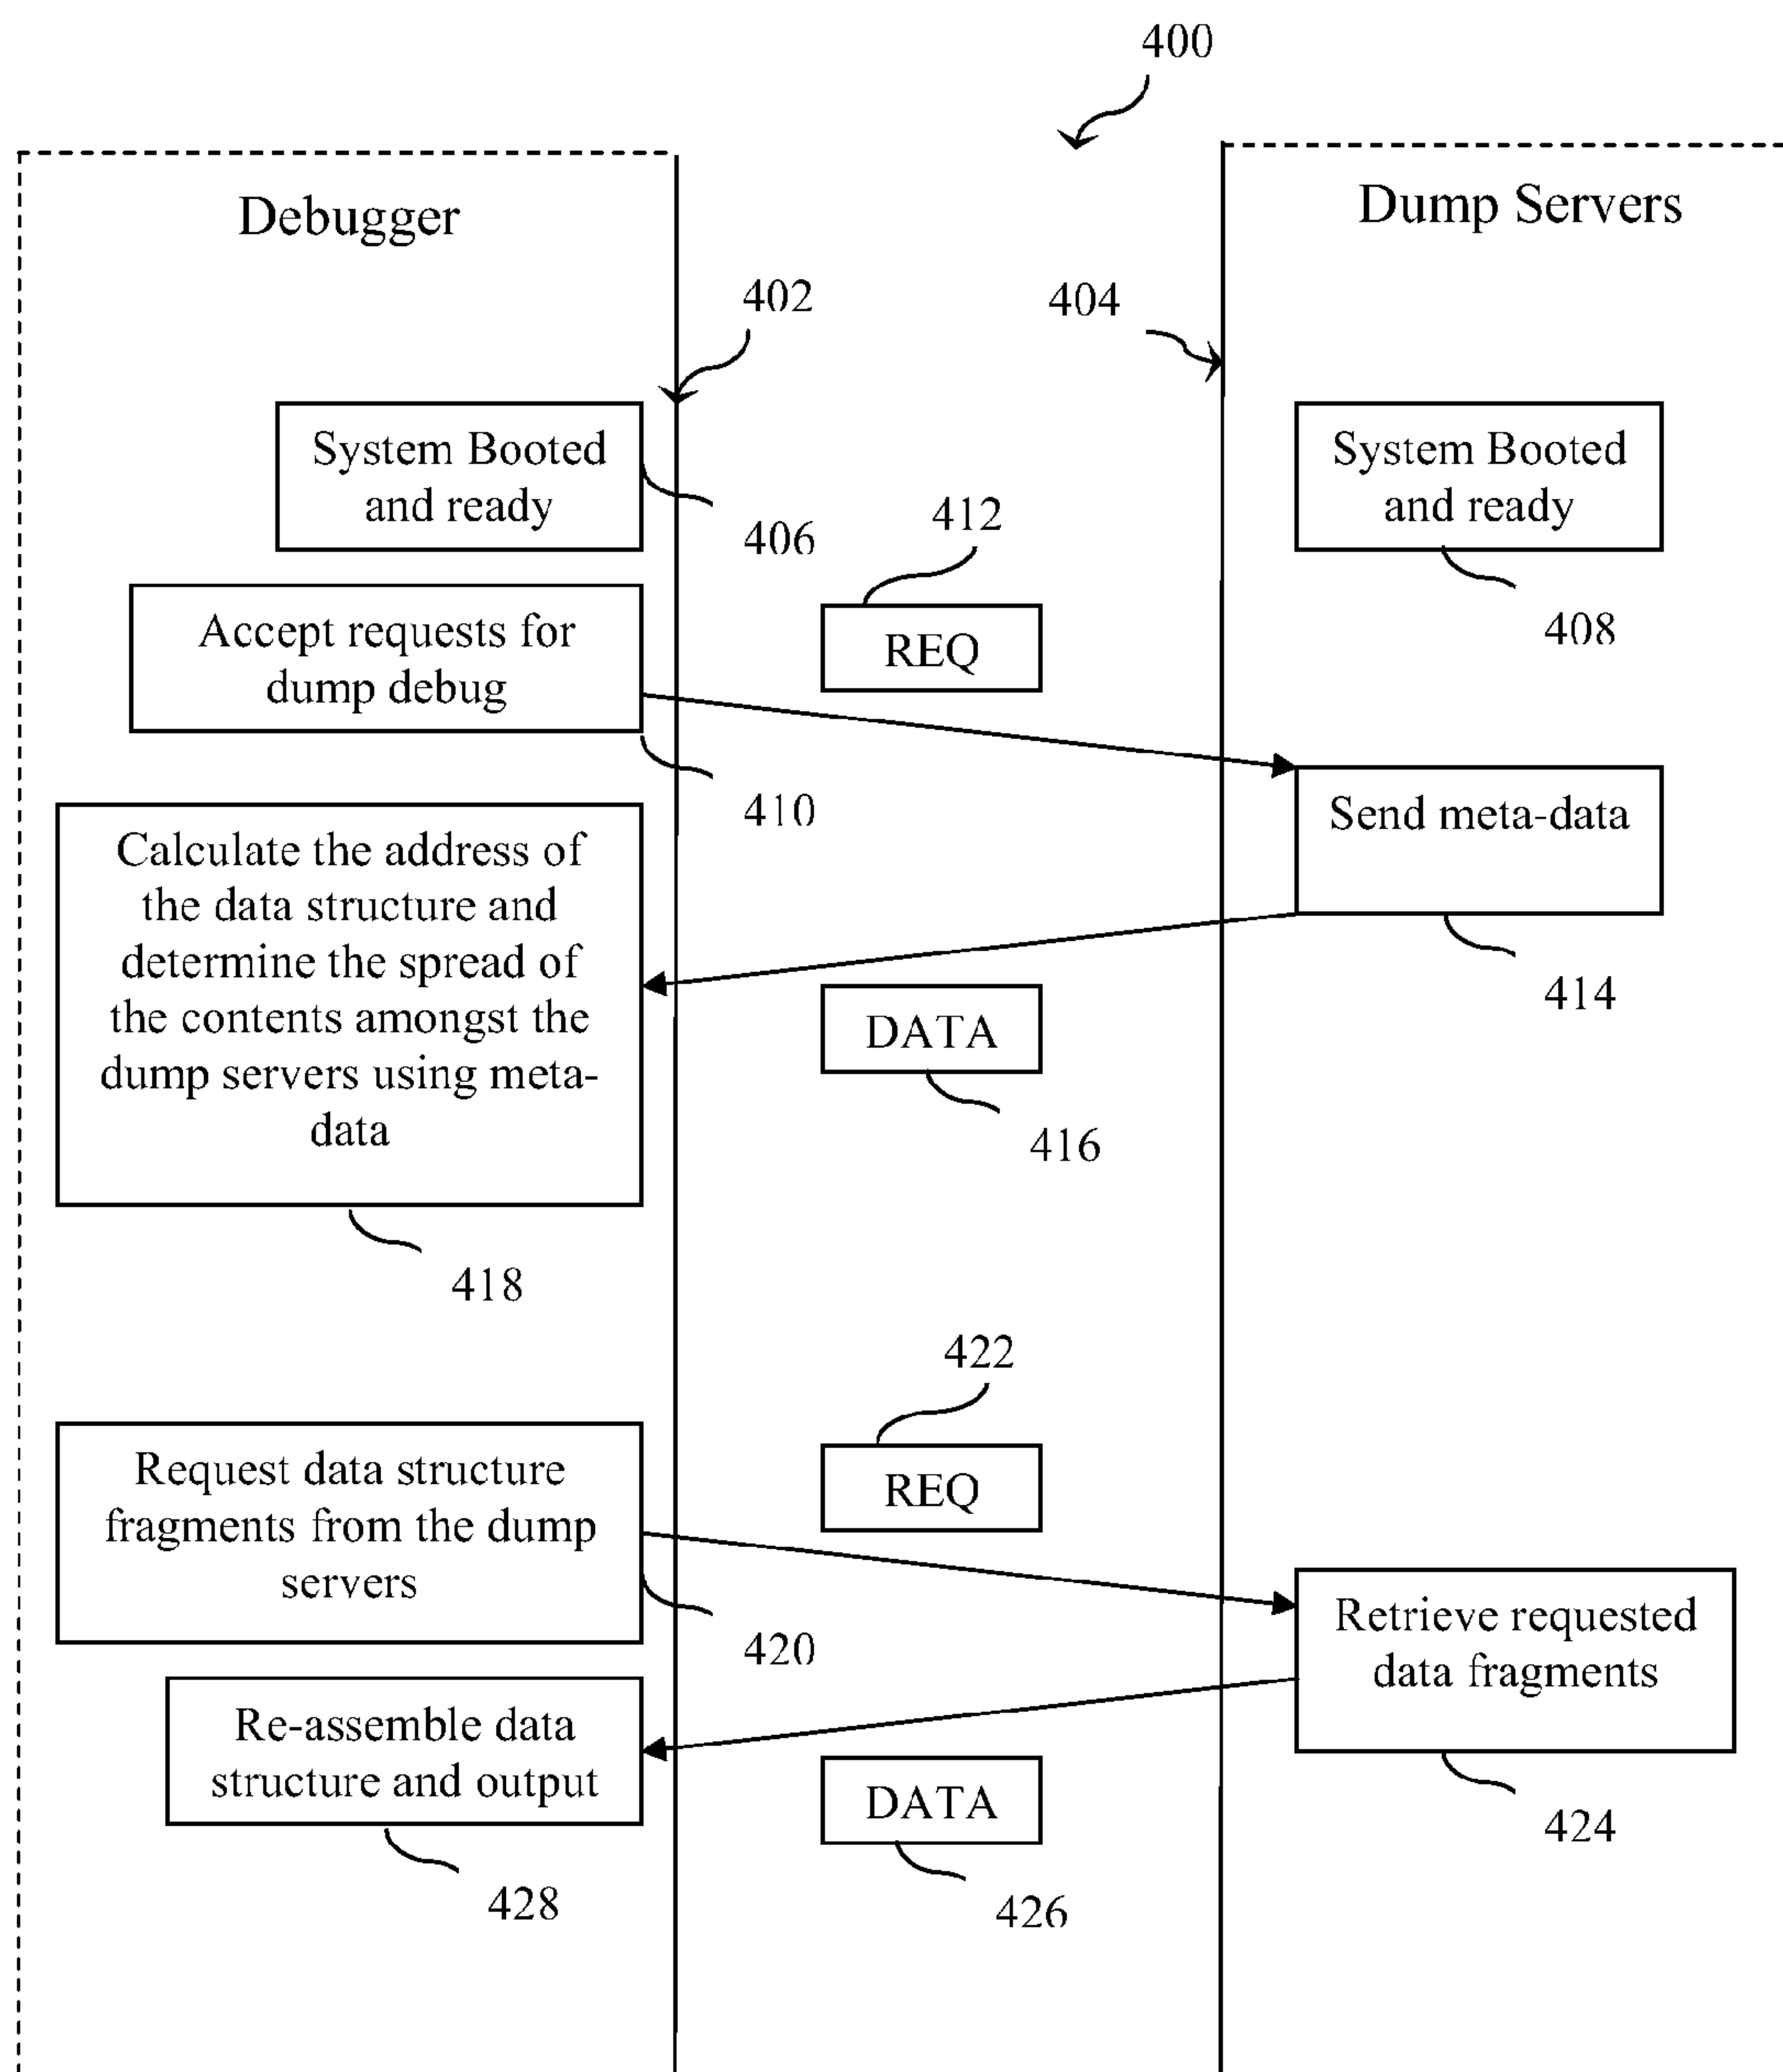 400
Debugger
Dump Servers
402
404
System Booted
and ready
406
412
System Booted
and ready
408
Accept requests for
dump debug
410
REQ
Send meta-data
414
Calculate the address of
the data structure and
determine the spread of
the contents amongst the
dump servers using meta-
data
418
DATA
416
422
Request data structure
fragments from the dump
servers
420
REQ
Retrieve requested
data fragments
424
Re-assemble data
structure and output
428
DATA
426